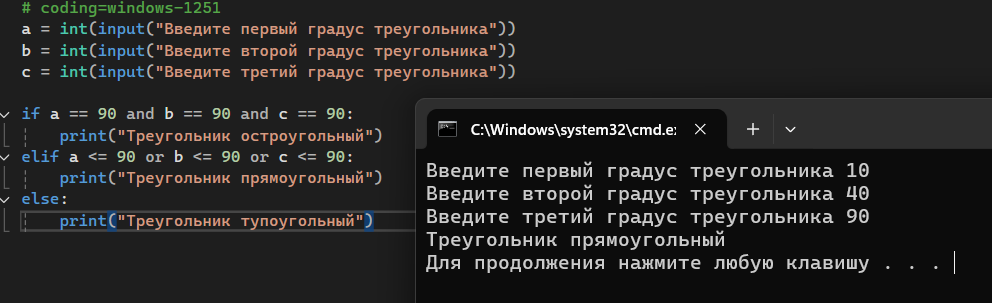 # coding=windows-1251
a = int(input("Введите первый градус треугольника"))
b = int(input("Введите второй градус треугольника"))
c = int(input("Введите третий градус треугольника"))
if a == 90 and b == 90 and c == 90:
print("Треугольник остроугольный")
elif a <= 90 or b <= 90 or c <= 90:
print("Треугольник прямоугольный")
else:
print("Треугольник тупоугольный")
C:\Windows\system32\cmd.ex
Введите первый градус треугольника 10
Введите второй градус треугольника 40
Введите третий градус треугольника 90
Треугольник прямоугольный
Для продолжения нажмите любую клавишу . . .